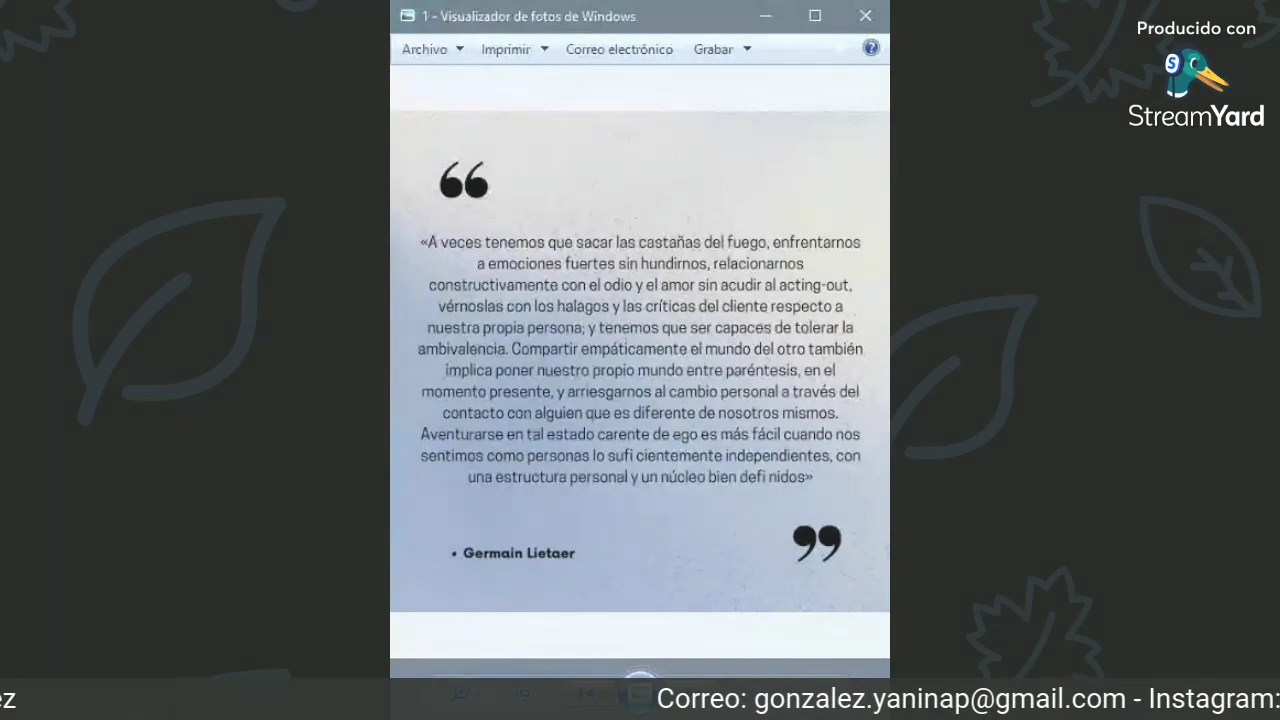 1 - Visualizador de fotos de Windows
Archivo Imprimir Correo electrónico Grabar
Producido con
StreamYard
«A veces tenemos que sacar las castañas del fuego, enfrentarnos
a emociones fuertes sin hundirnos, relacionarnos
constructivamente con el odio y el amor sin acudir al acting-out,
vérnoslas con los halagos y las críticas del cliente respecto a
nuestra propia persona; y tenemos que ser capaces de tolerar la
ambivalencia. Compartir empáticamente el mundo del otro también
implica poner nuestro propio mundo entre paréntesis, en el
momento presente, y arriesgarnos al cambio personal a través del
contacto con alguien que es diferente de nosotros mismos.
Aventurarse en tal estado carente de ego es más fácil cuando nos
sentimos como personas lo sufi cientemente independientes, con
una estructura personal y un núcleo bien defi nidos»
• Germain Lietaer
ez
Correo: gonzalez.yaninap@gmail.com - Instagram: